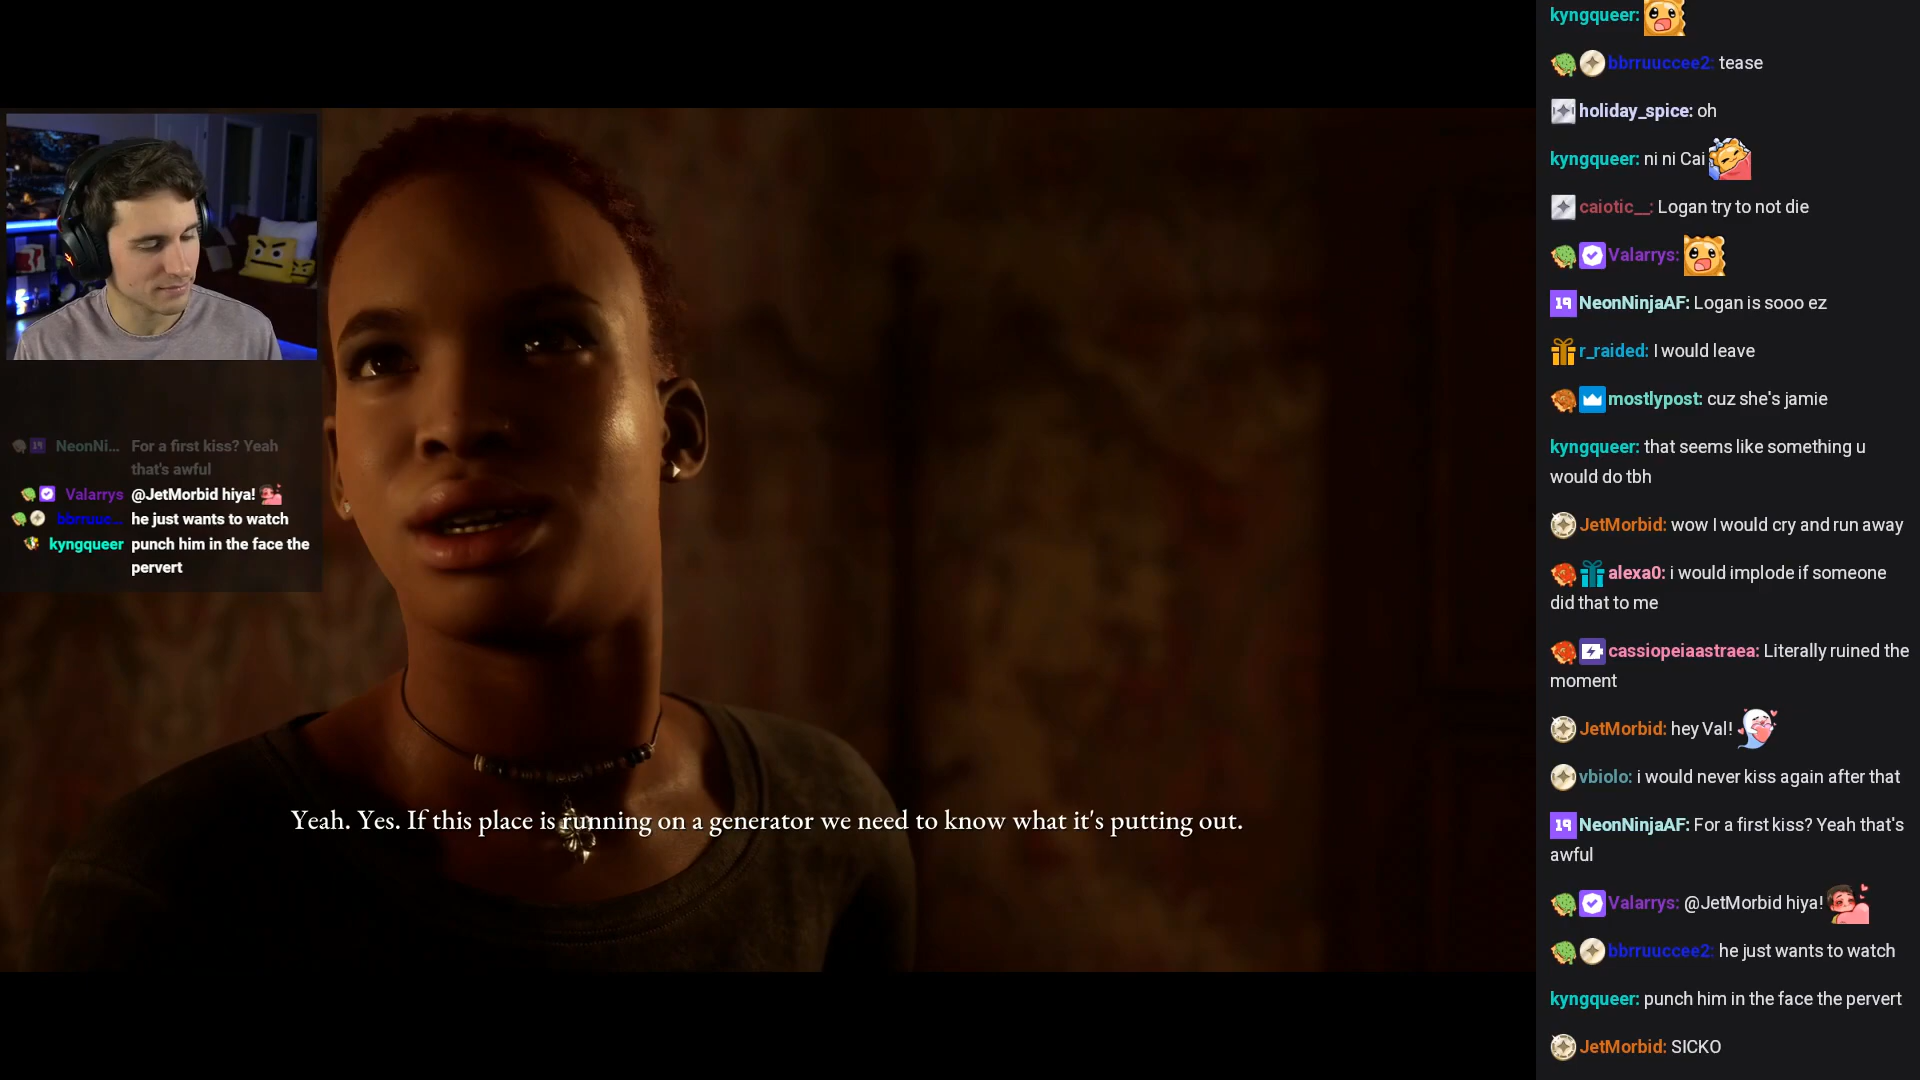 NeonNi... For a first kiss? Yeah
that's awful
Valarrys @JetMorbid hiya!
bbrruuc... he just wants to watch
kyngqueer punch him in the face the
pervert
Yeah. Yes. If this place is running on a generator we need to know what it's putting out.
kyngqueer:
bbrruuccee2: tease
holiday_spice: oh
kyngqueer: ni ni Cai
caiotic__: Logan try to not die
Valarrys:
19 NeonNinjaAF: Logan is sooo ez
r_raided: I would leave
mostlypost: cuz she's jamie
kyngqueer: that seems like something u
would do tbh
JetMorbid: wow I would cry and run away
alexa0: i would implode if someone
did that to me
cassiopeiaastraea: Literally ruined the
moment
JetMorbid: hey Val!
vbiolo: i would never kiss again after that
19 NeonNinjaAF: For a first kiss? Yeah that's
awful
Valarrys: @JetMorbid hiya!
bbrruuccee2: he just wants to watch
kyngqueer: punch him in the face the pervert
JetMorbid: SICKO